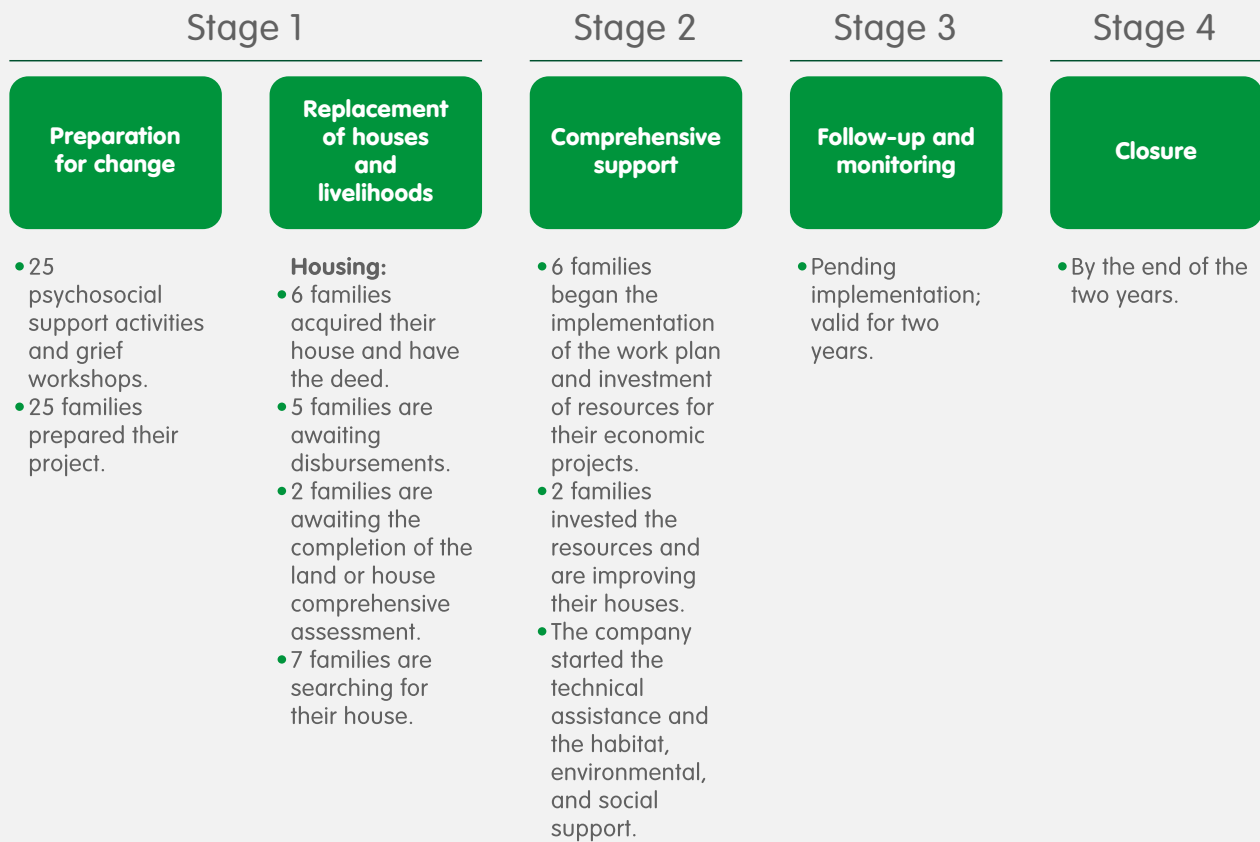 Stage 1
Preparation
for change
• 25
psychosocial
support activities
and grief
workshops.
• 25 families
prepared their
project.
Replacement
of houses
and
livelihoods
Housing:
• 6 families
acquired their
house and have
the deed.
• 5 families are
awaiting
disbursements.
• 2 families are
awaiting the
completion of the
land or house
comprehensive
assessment.
• 7 families are
searching for
their house.
Stage 2
Comprehensive
support
• 6 families
began the
implementation
of the work plan
and investment
of resources for
their economic
projects.
• 2 families
invested the
resources and
are improving
their houses.
• The company
started the
technical
assistance and
the habitat,
environmental,
and social
support.
Stage 3
Follow-up and
monitoring
• Pending
implementation;
valid for two
years.
Stage 4
Closure
• By the end of the
two years.